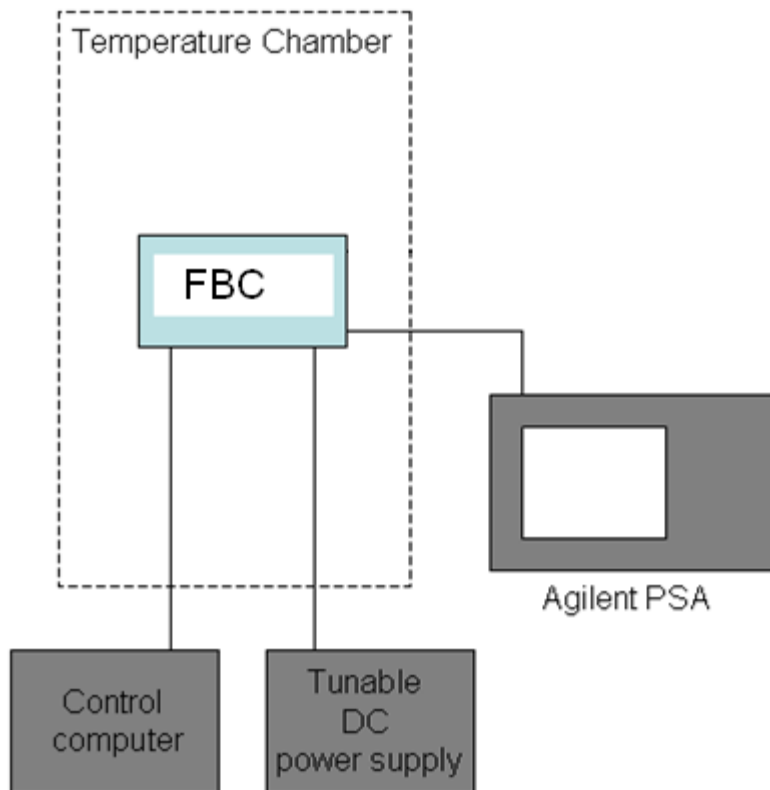 Temperature Chamber
FBC
Agilent PSA
Control
computer
Tunable
DC
power supply